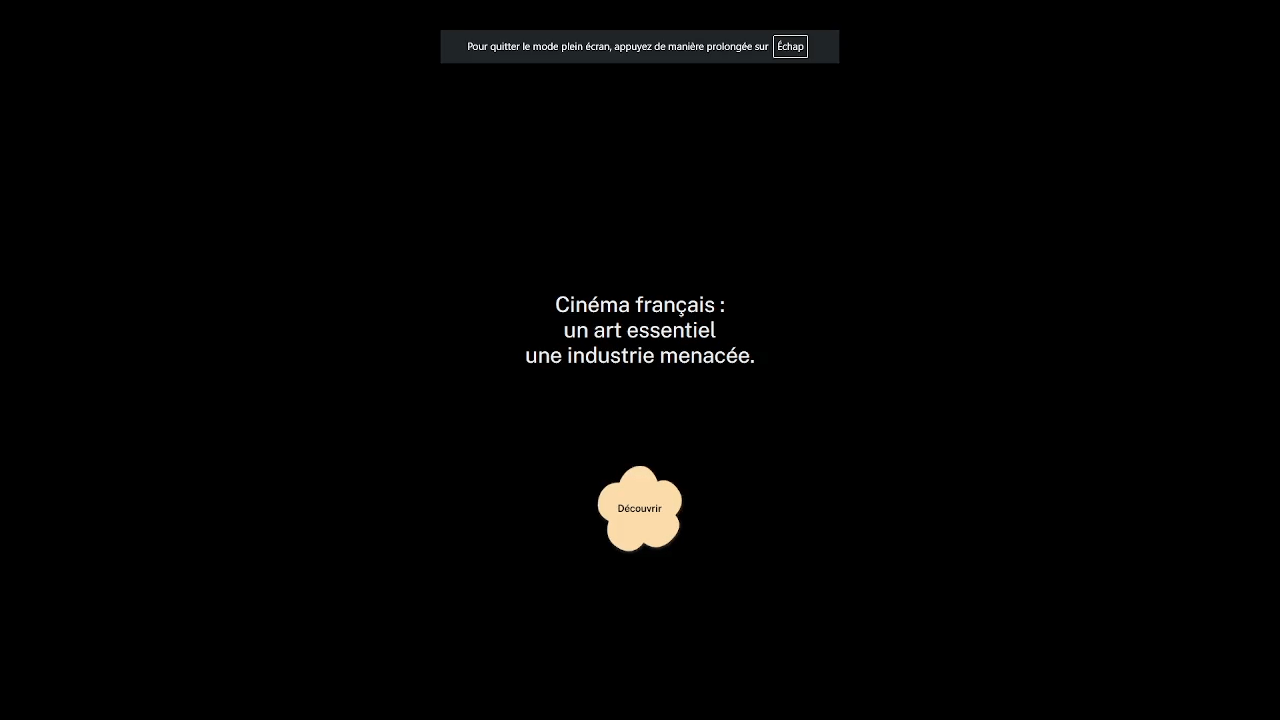 Pour quitter le mode plein écran, appuyez de manière prolongée sur Échap
Cinéma français :
un art essentiel
une industrie menacée.
Découvrir